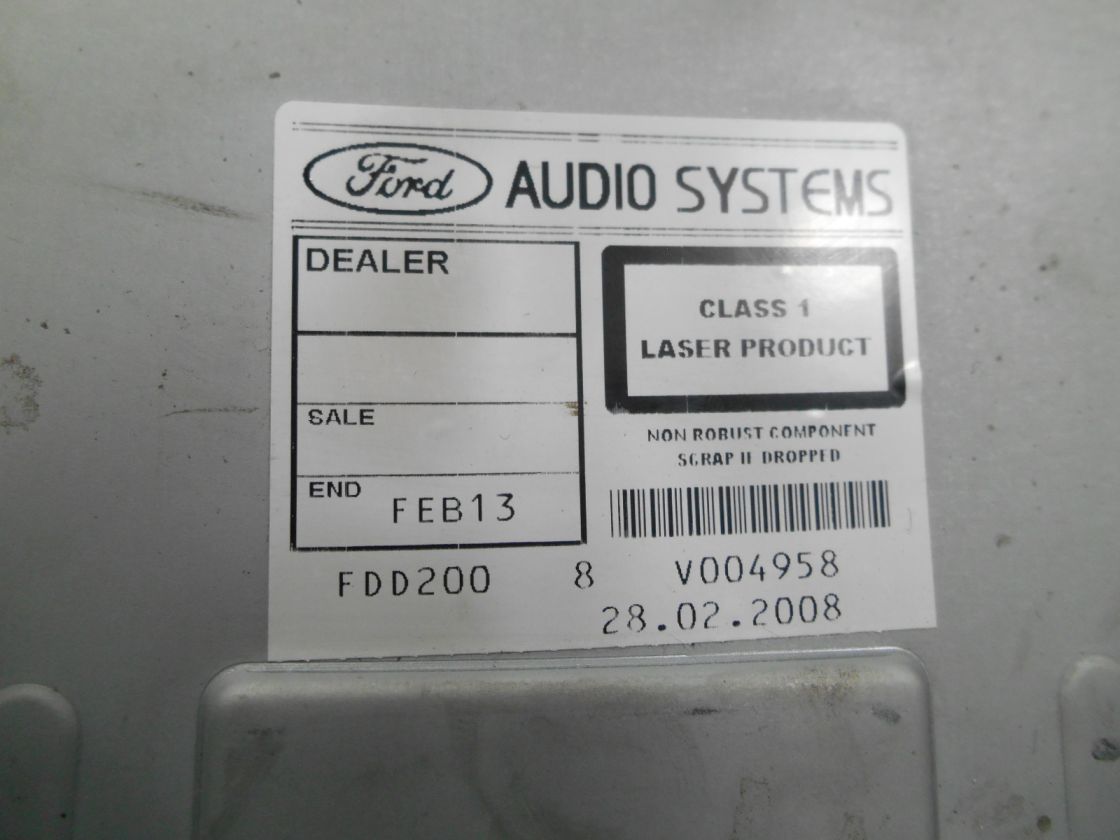 Ford AUDIO SYSTEMS
DEALER
CLASS 1
LASER PRODUCT
SALE
NON ROBUST COMPONENT
SCRAP IF DROPPED
END FEB13
FDD200 8 V004958
28.02.2008